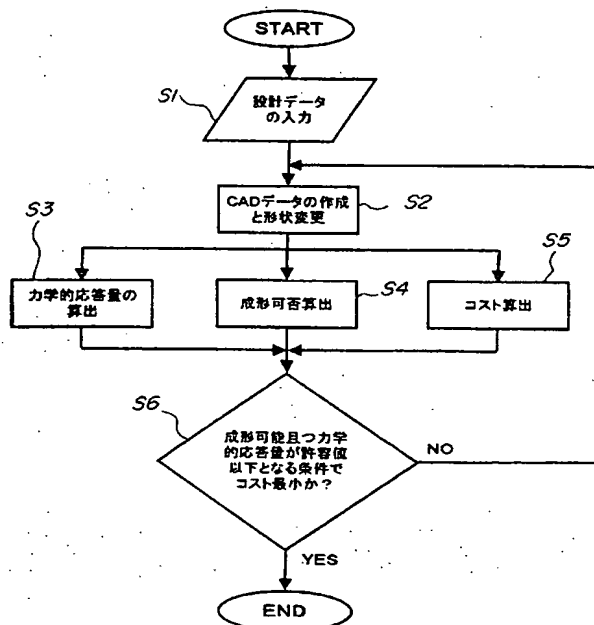 START
S1
設計データ
の入力
CADデータの作成
と形状変更
S2
S3
力学的応答量の
算出
成形可否算出
S4
S5
コスト算出
S6
成形可能且つ力学
的応答量が許容値
以下となる条件で
コスト最小か?
NO
YES
END